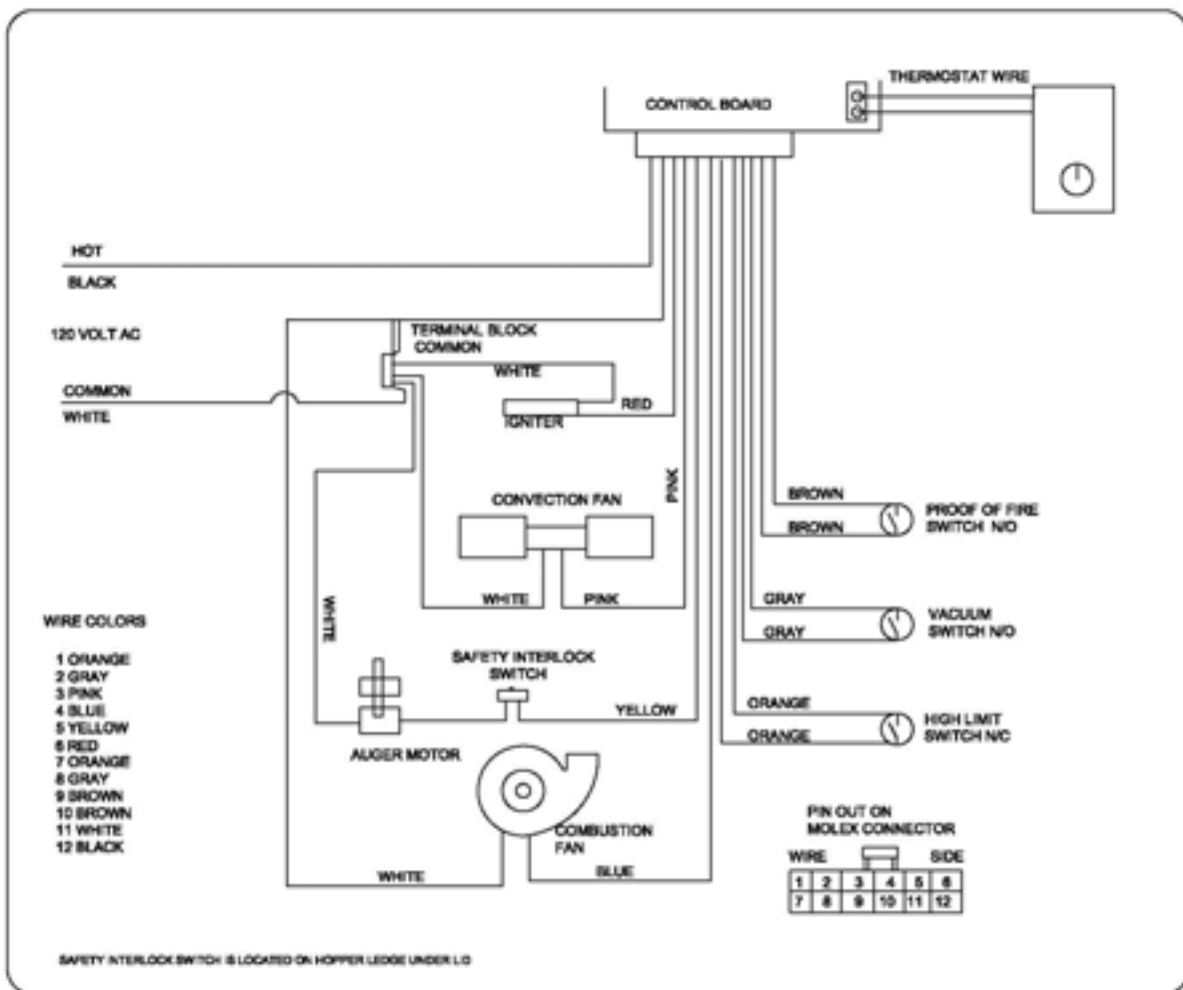 THERMOSTAT WIRE
CONTROL BOARD
HOT
BLACK
120 VOLT AC
TERMINAL BLOCK
COMMON
WHITE
COMMON
WHITE
RED
IGNITER
PINK
CONVECTION FAN
BROWN
BROWN
PROOF OF FIRE
SWITCH N/O
WHITE
PINK
GRAY
GRAY
VACUUM
SWITCH N/O
WHITE
WIRE COLORS
1 ORANGE
2 GRAY
3 PINK
4 BLUE
5 YELLOW
6 RED
7 ORANGE
8 GRAY
9 BROWN
10 BROWN
11 WHITE
12 BLACK
SAFETY INTERLOCK
SWITCH
YELLOW
ORANGE
ORANGE
HIGH LIMIT
SWITCH N/C
AUGER MOTOR
COMBUSTION
FAN
WHITE
BLUE
PIN OUT ON
MOLEX CONNECTOR
WIRE SIDE
1 2 3 4 5 6
7 8 9 10 11 12
SAFETY INTERLOCK SWITCH IS LOCATED ON HOPPER LEDGE UNDER LID